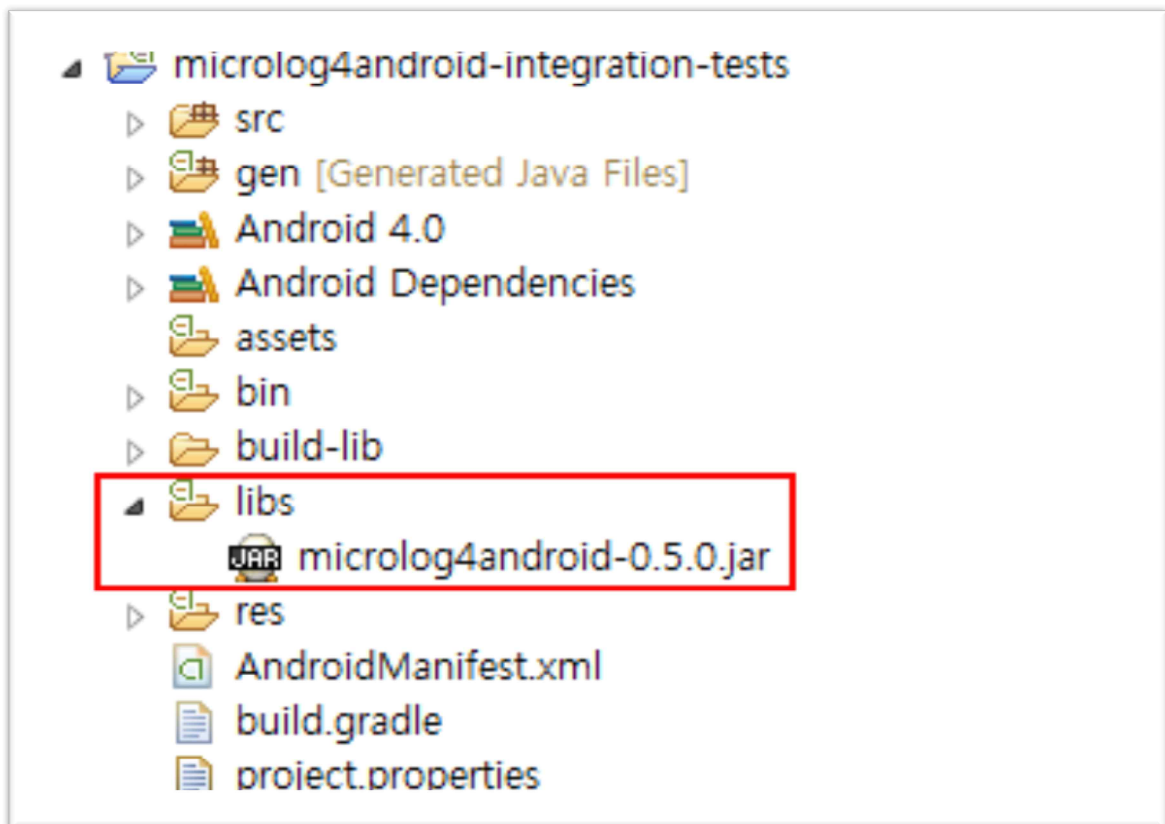 microlog4android-integration-tests
src
gen [Generated Java Files]
Android 4.0
Android Dependencies
assets
bin
build-lib
libs
JAR microlog4android-0.5.0.jar
res
AndroidManifest.xml
build.gradle
project.properties